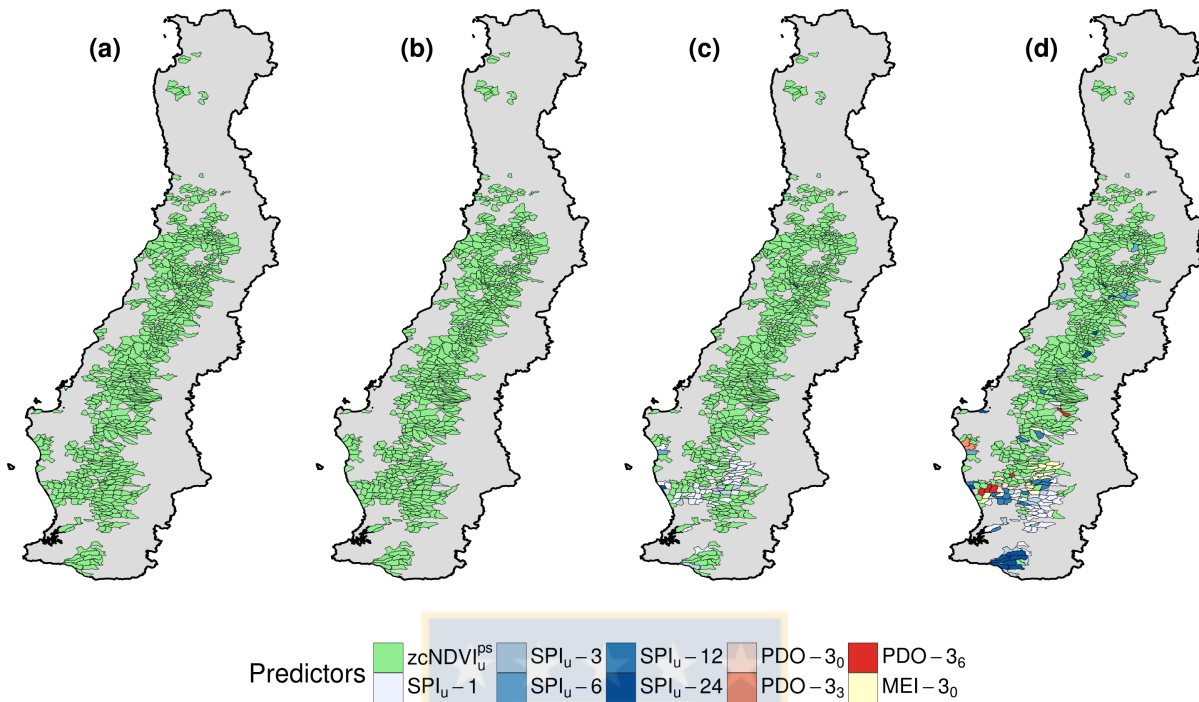 (a) (b) (c) (d)
Predictors
zcNDVI_u^ps SPI_u−3 SPI_u−12 PDO−3_0 PDO−3_6
SPI_u−1 SPI_u−6 SPI_u−24 PDO−3_3 MEI−3_0